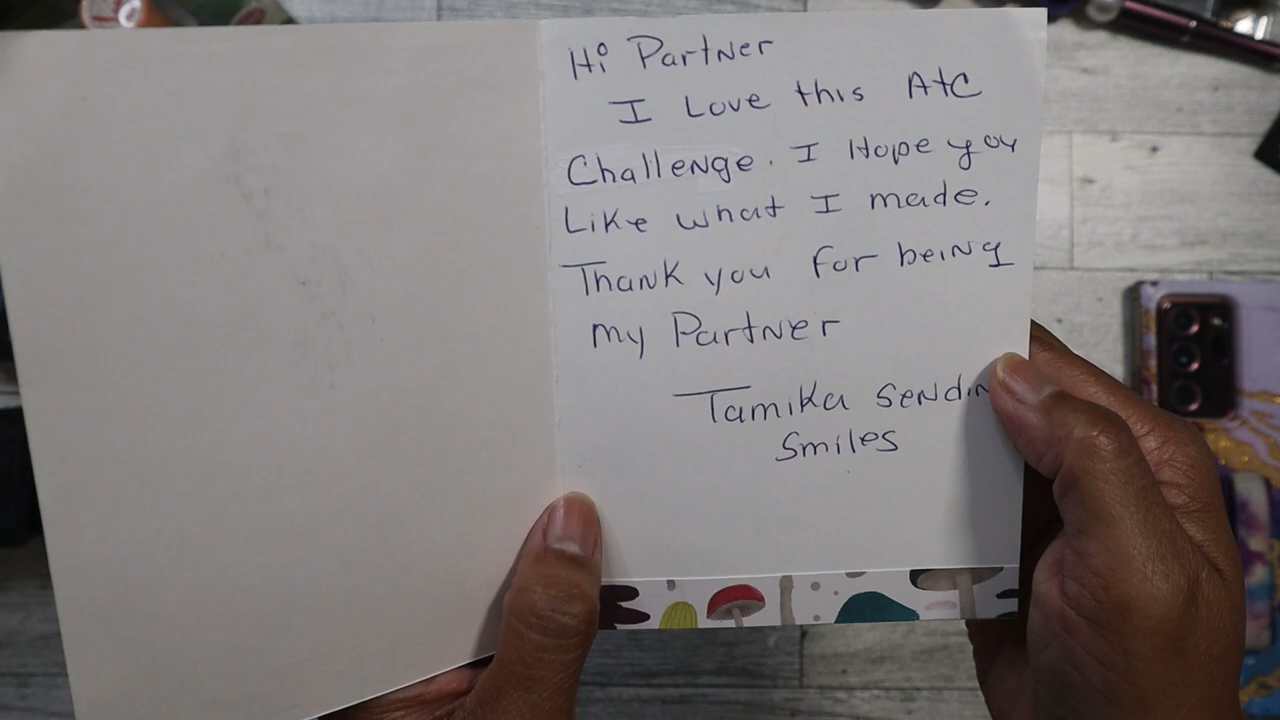 Hi Partner
I Love this Atc
Challenge. I Hope you
Like what I made.
Thank you for being
my Partner
Tamika sendin
Smiles